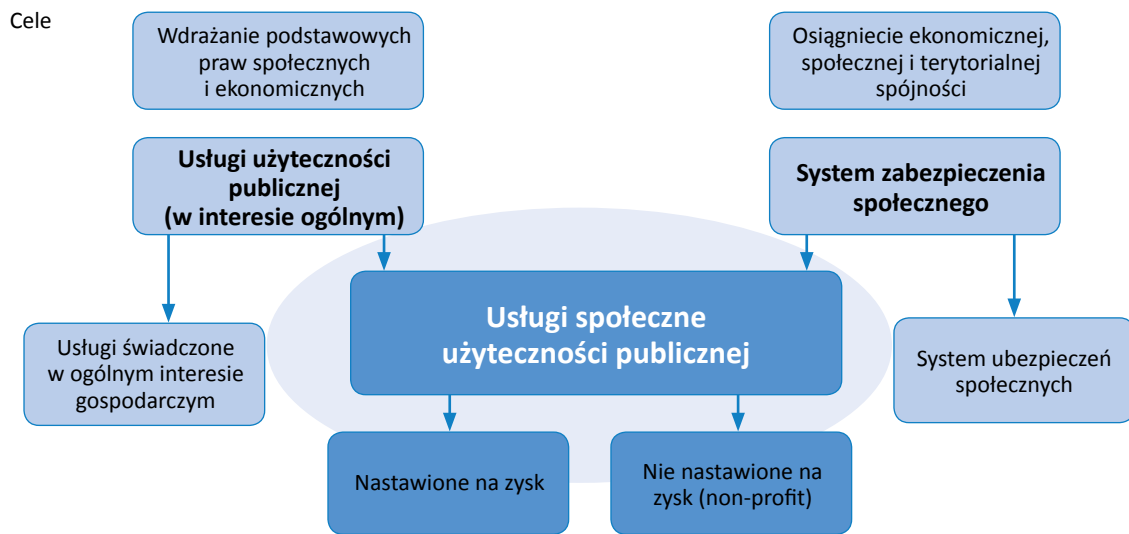 Cele
Wdrażanie podstawowych
praw społecznych
i ekonomicznych
Osiągniecie ekonomicznej,
społecznej i terytorialnej
spójności
Usługi użyteczności
publicznej
(w interesie ogólnym)
System zabezpieczenia
społecznego
Usługi społeczne
użyteczności publicznej
Usługi świadczone
w ogólnym interesie
gospodarczym
System ubezpieczeń
społecznych
Nastawione na zysk
Nie nastawione na
zysk (non-profit)